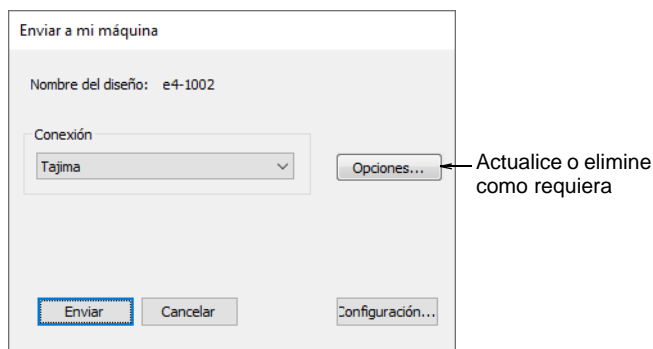 Enviar a mi máquina
Nombre del diseño: e4-1002
Conexión
Tajima
Opciones...
Actualice o elimine
como requiera
Enviar
Cancelar
Configuración...